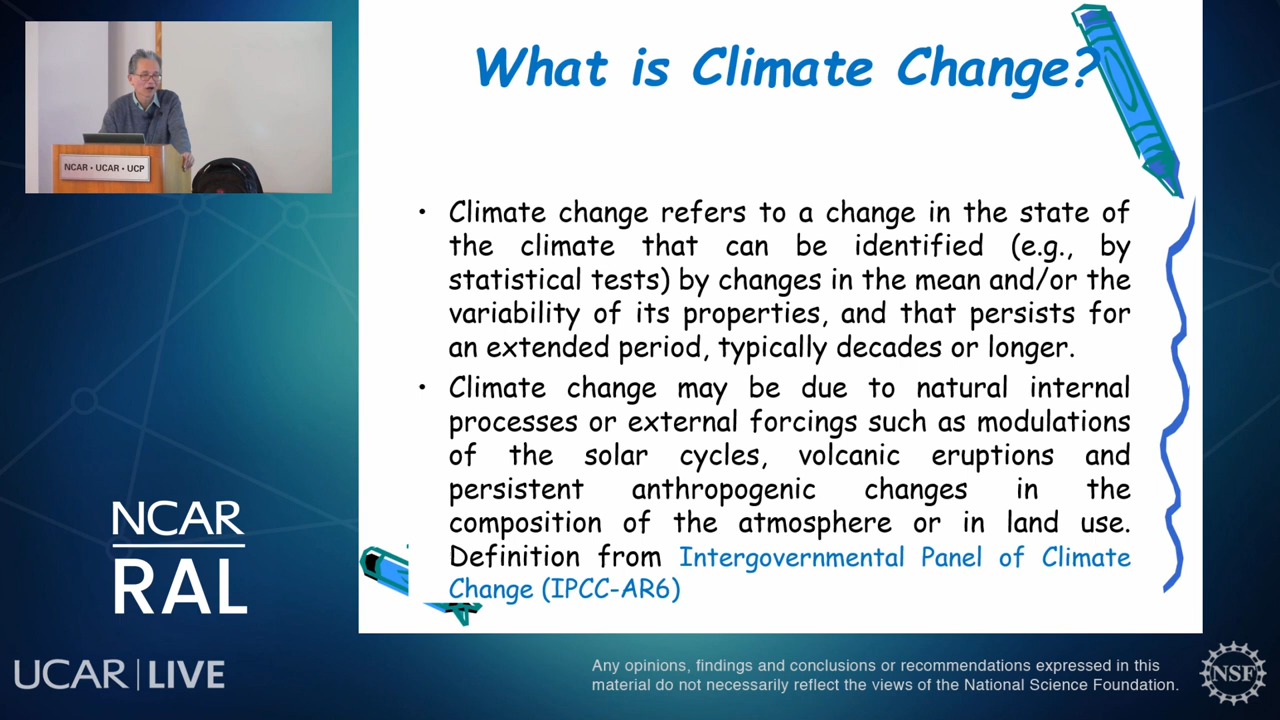 NCAR • UCAR • UCP
What is Climate Change?
• Climate change refers to a change in the state of
the climate that can be identified (e.g., by
statistical tests) by changes in the mean and/or the
variability of its properties, and that persists for
an extended period, typically decades or longer.
• Climate change may be due to natural internal
processes or external forcings such as modulations
of the solar cycles, volcanic eruptions and
persistent anthropogenic changes in the
composition of the atmosphere or in land use.
Definition from Intergovernmental Panel of Climate
Change (IPCC-AR6)
NCAR
RAL
UCAR | LIVE
Any opinions, findings and conclusions or recommendations expressed in this
material do not necessarily reflect the views of the National Science Foundation.
NSF